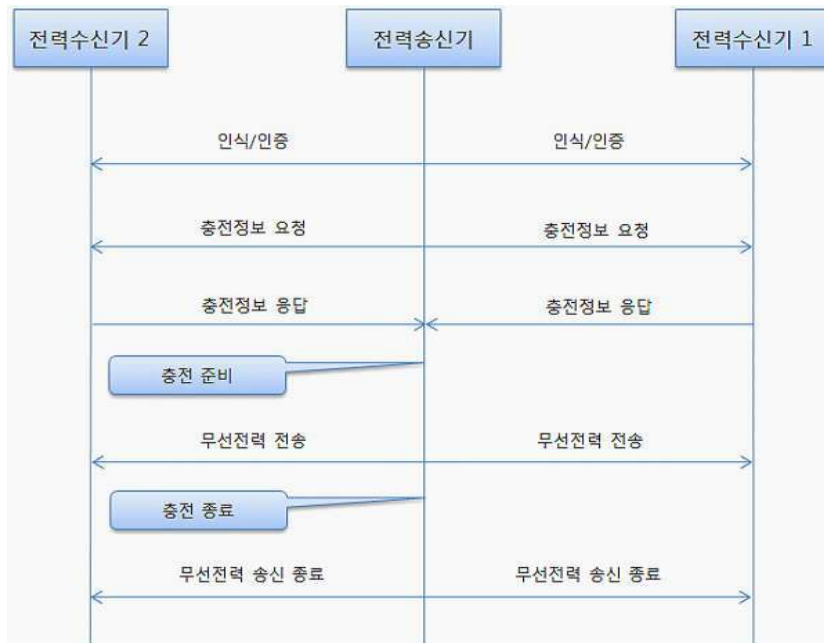 전력수신기 2
전력송신기
전력수신기 1
인식/인증
인식/인증
충전정보 요청
충전정보 요청
충전정보 응답
충전정보 응답
충전 준비
무선전력 전송
무선전력 전송
충전 종료
무선전력 송신 종료
무선전력 송신 종료